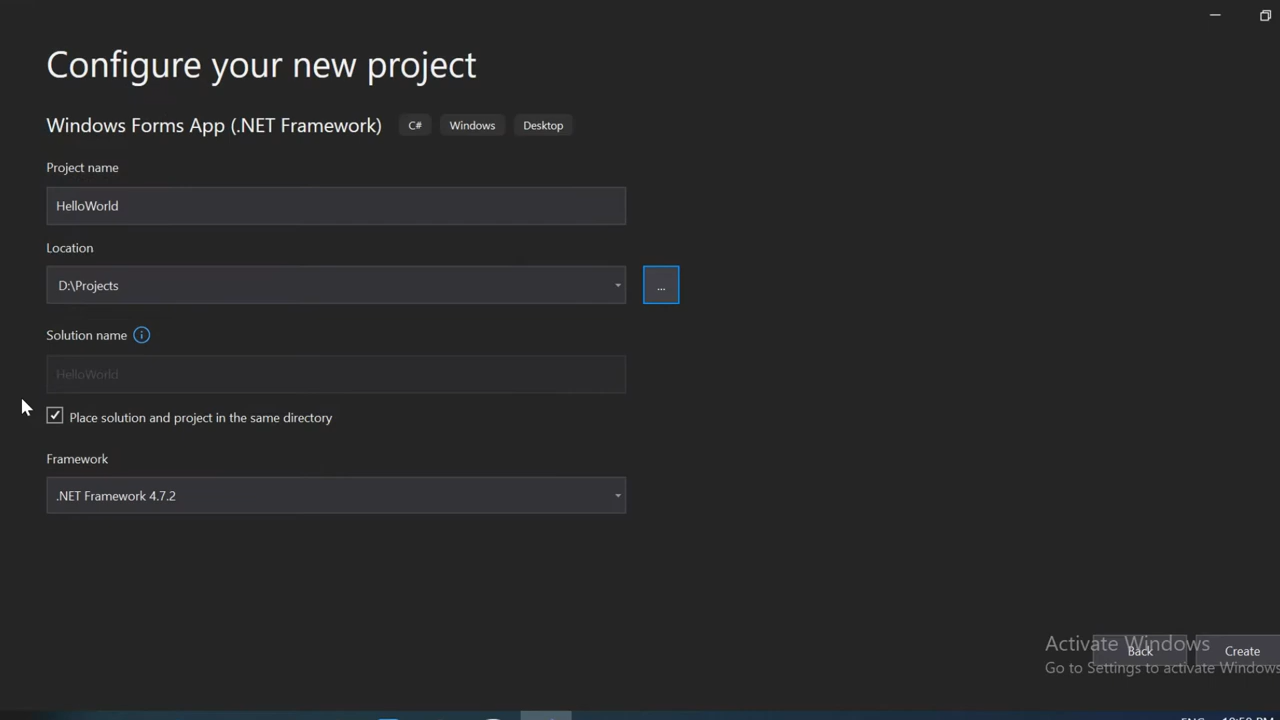 Configure your new project
Windows Forms App (.NET Framework) C# Windows Desktop
Project name
HelloWorld
Location
D:\Projects
...
Solution name
HelloWorld
Place solution and project in the same directory
Framework
.NET Framework 4.7.2
Activate Windows
Go to Settings to activate Windows
Back
Create